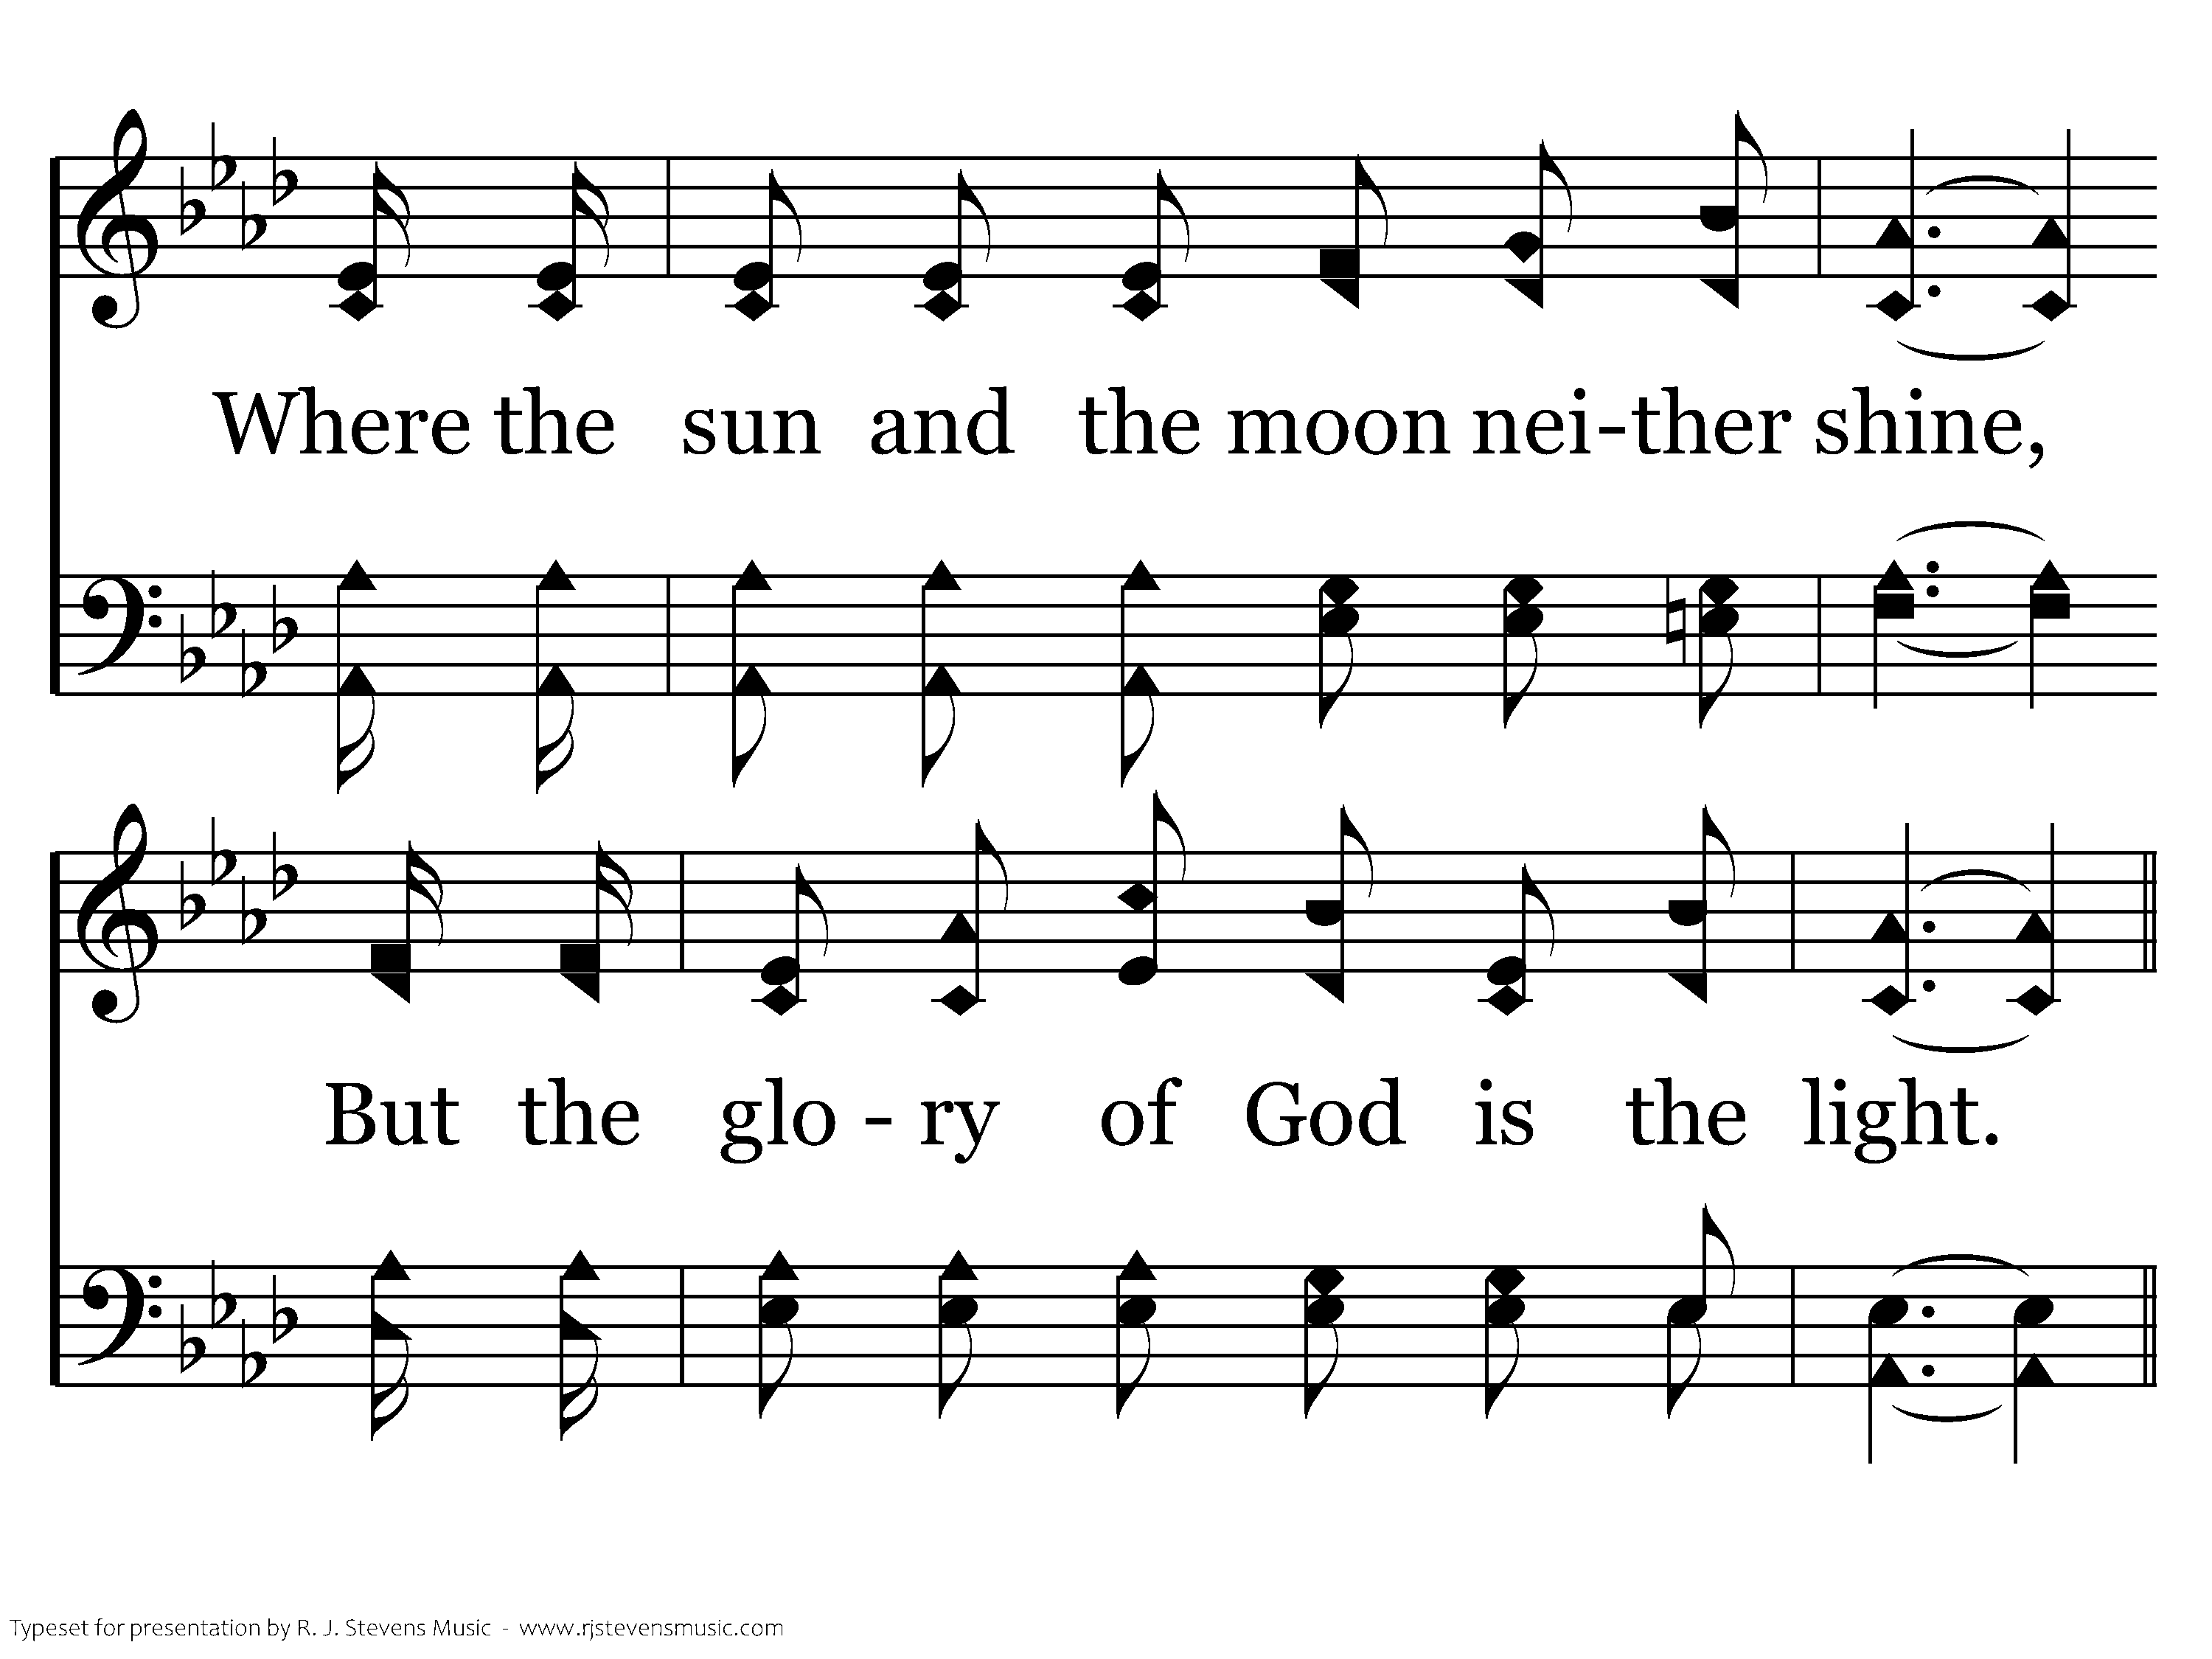 Where the sun and the moon nei-ther shine,
But the glo - ry of God is the light.
Typeset for presentation by R. J. Stevens Music - www.rjstevensmusic.com